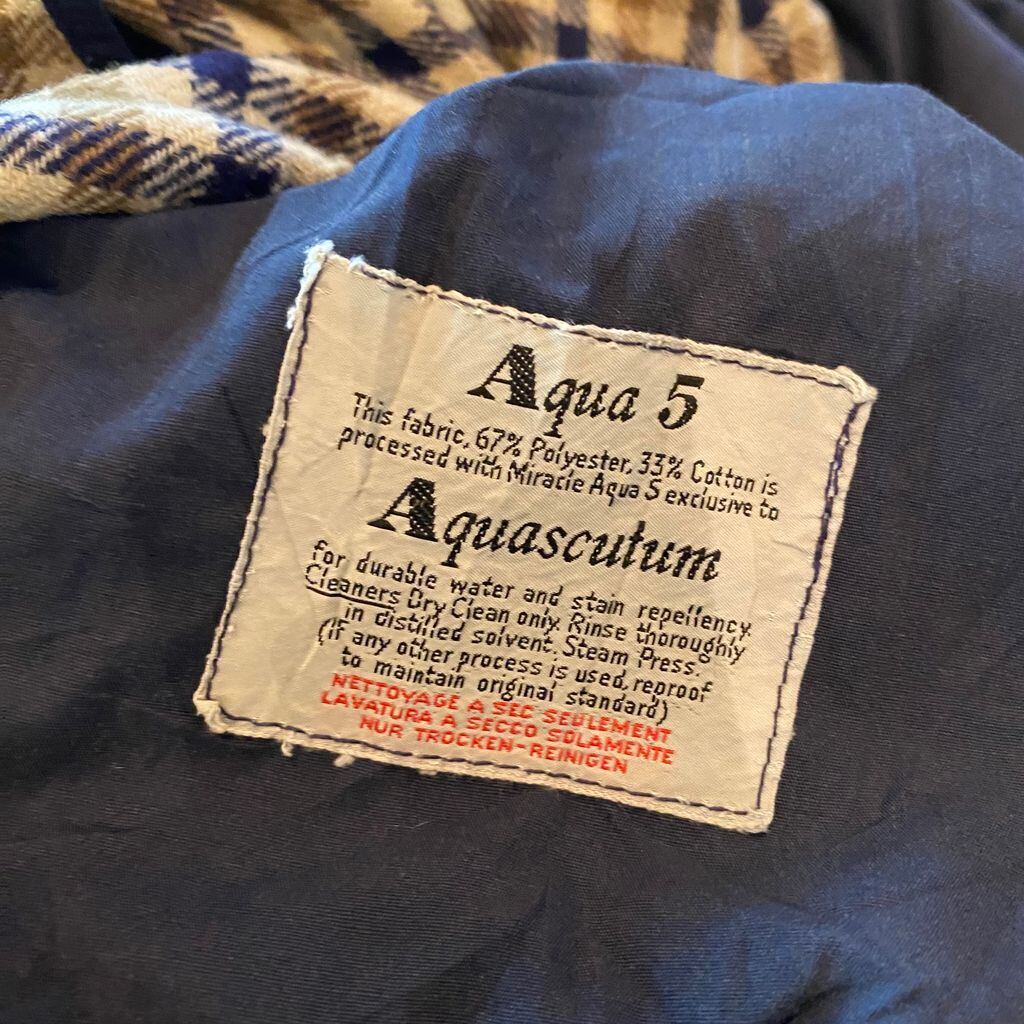 Aqua 5
This fabric, 67% Polyester, 33% Cotton is
processed with Miracle Aqua 5 exclusive to
Aquascutum
for durable water and stain repellency.
Cleaners Dry Clean only. Rinse thoroughly
in distilled solvent. Steam Press.
(If any other process is used, reproof
to maintain original standard)
NETTOYAGE A SEC SEULEMENT
LAVATURA A SECCO SOLAMENTE
NUR TROCKEN-REINIGEN